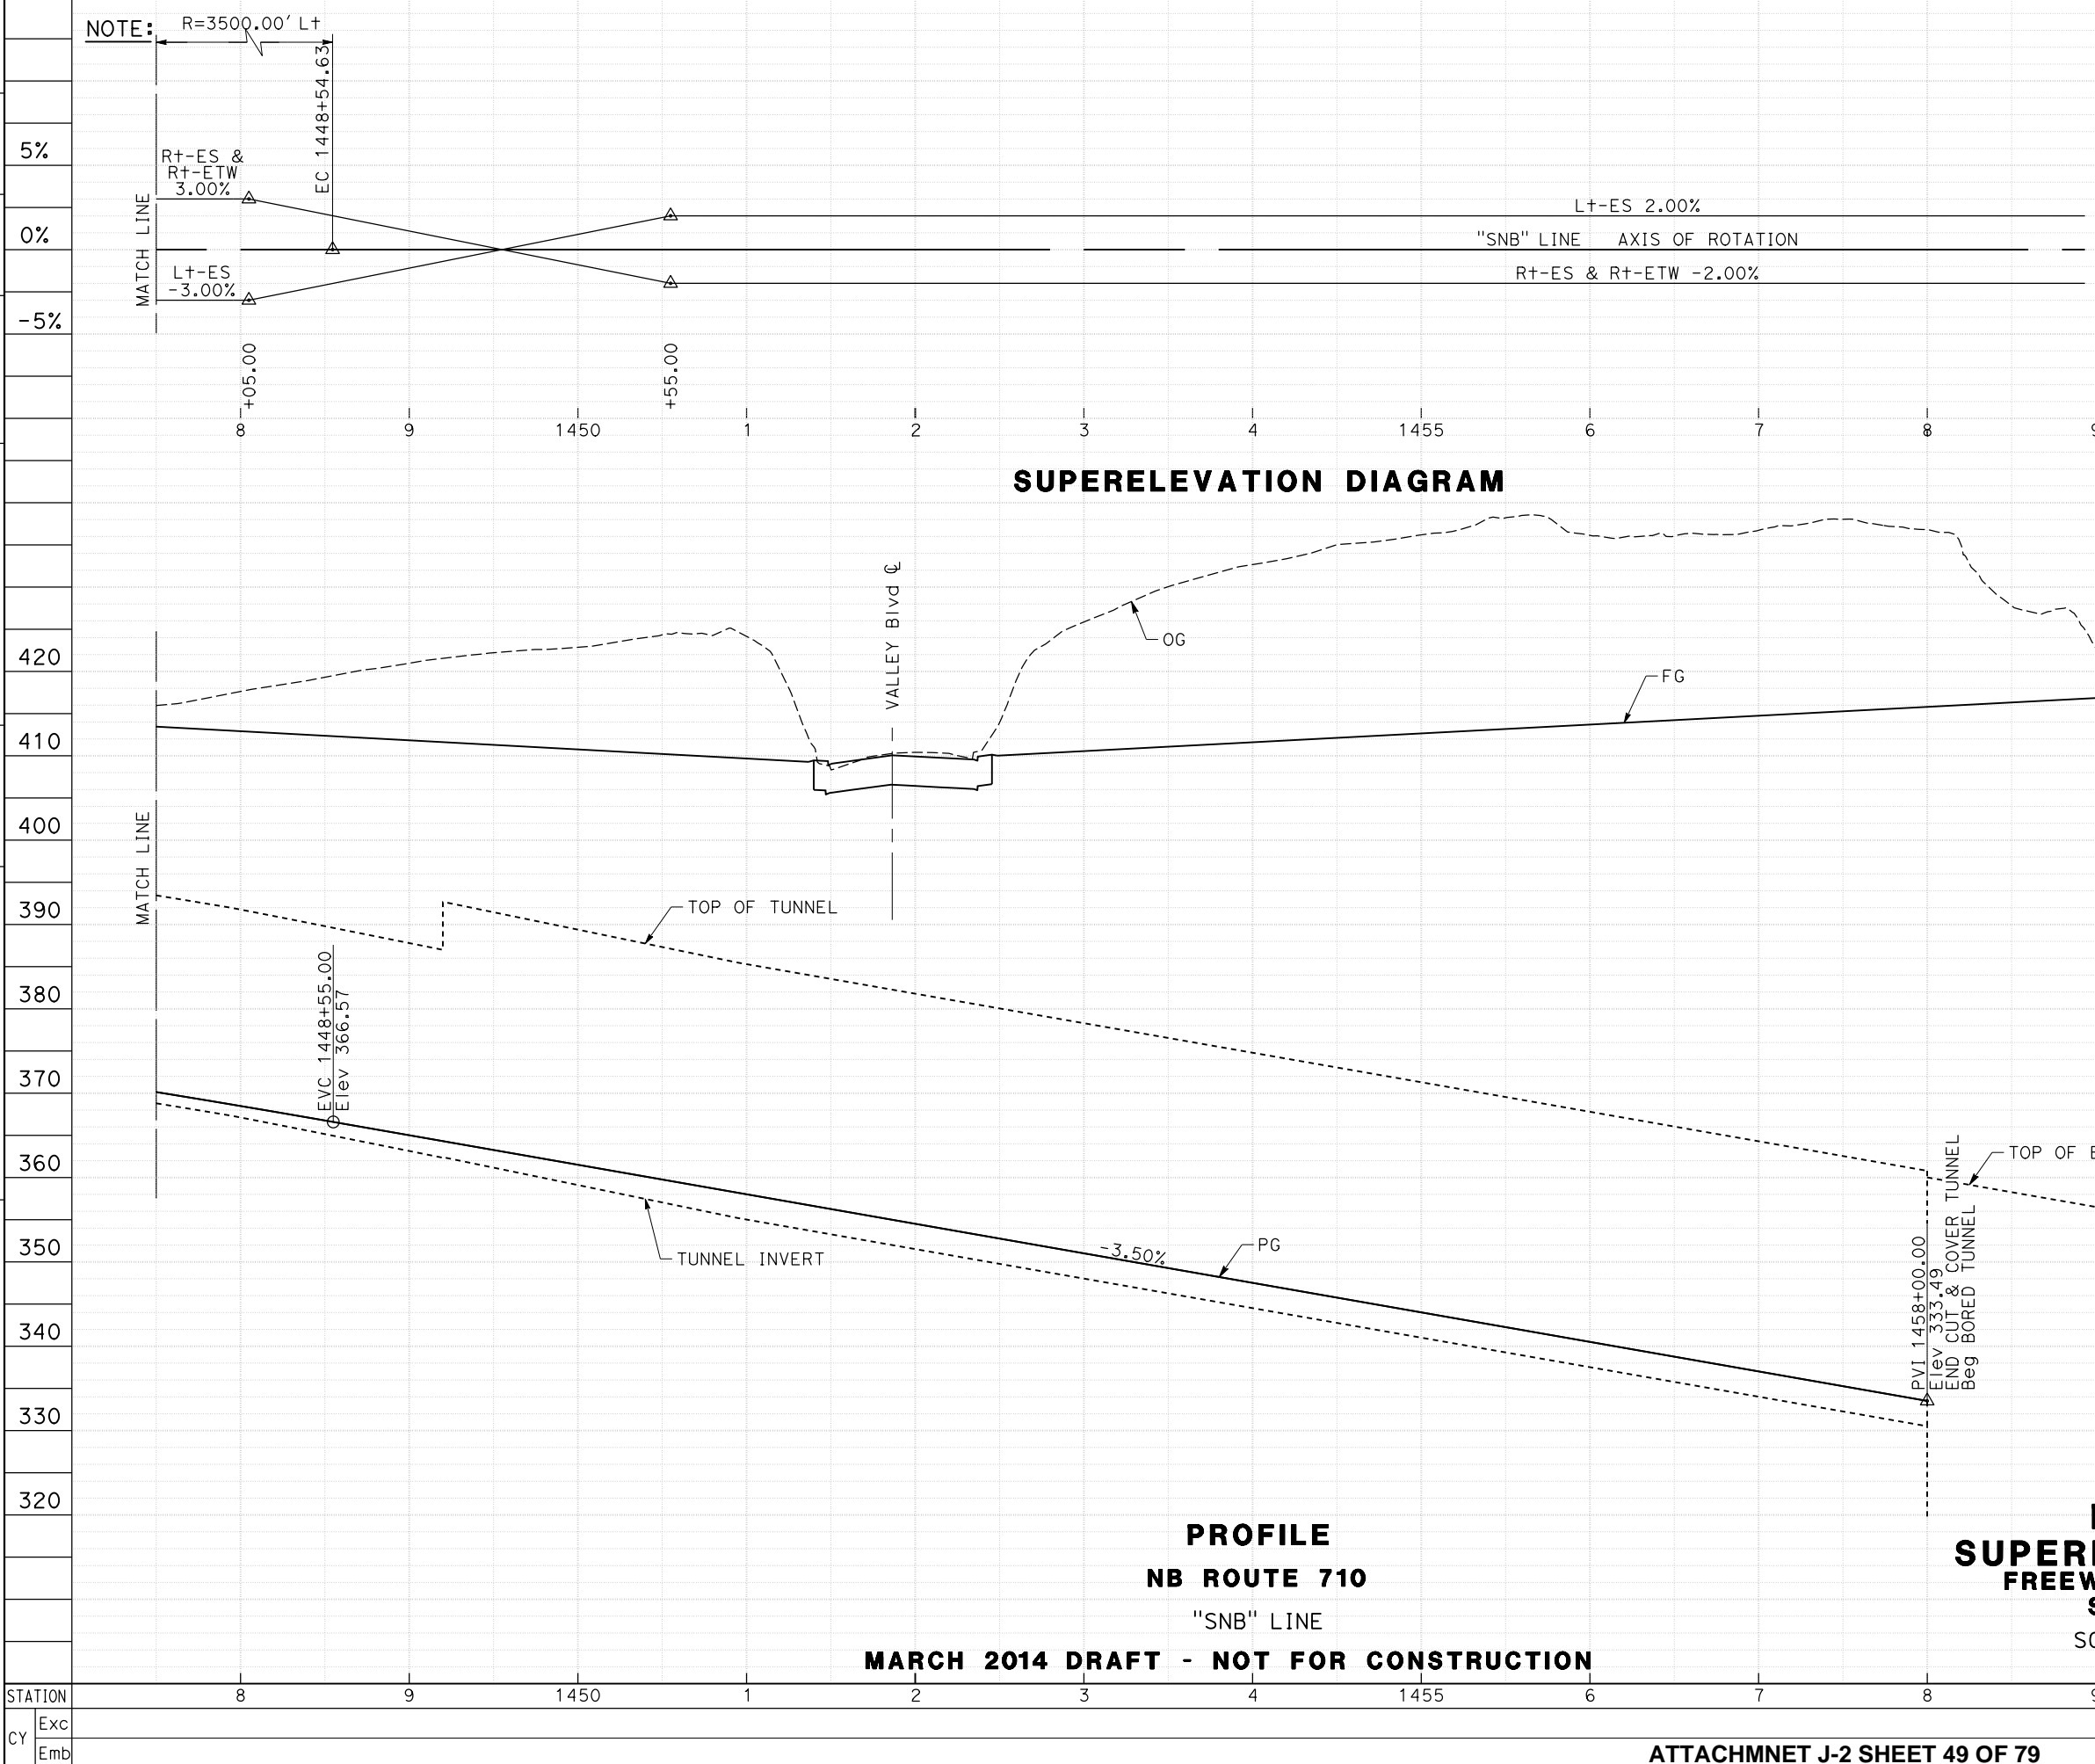 NOTE:
R=3500.00' Lt
EC 1448+54.63
5%
0%
-5%
Rt-ES &
Rt-ETW
3.00%
MATCH LINE
Lt-ES
-3.00%
Lt-ES 2.00%
"SNB" LINE AXIS OF ROTATION
Rt-ES & Rt-ETW -2.00%
+05.00
+55.00
8 9 1450 1 2 3 4 1455 6 7 8 9
SUPERELEVATION DIAGRAM
VALLEY Blvd ℄
OG
FG
420
410
400
390
380
370
360
350
340
330
320
MATCH LINE
TOP OF TUNNEL
EVC 1448+55.00
Elev 366.57
TUNNEL INVERT
-3.50%
PG
TOP OF
PVI 1458+00.00
Elev 333.49
END CUT & COVER TUNNEL
Beg BORED TUNNEL
PROFILE
NB ROUTE 710
"SNB" LINE
MARCH 2014 DRAFT - NOT FOR CONSTRUCTION
STATION 8 9 1450 1 2 3 4 1455 6 7 8 9
CY
Exc
Emb
ATTACHMNET J-2 SHEET 49 OF 79